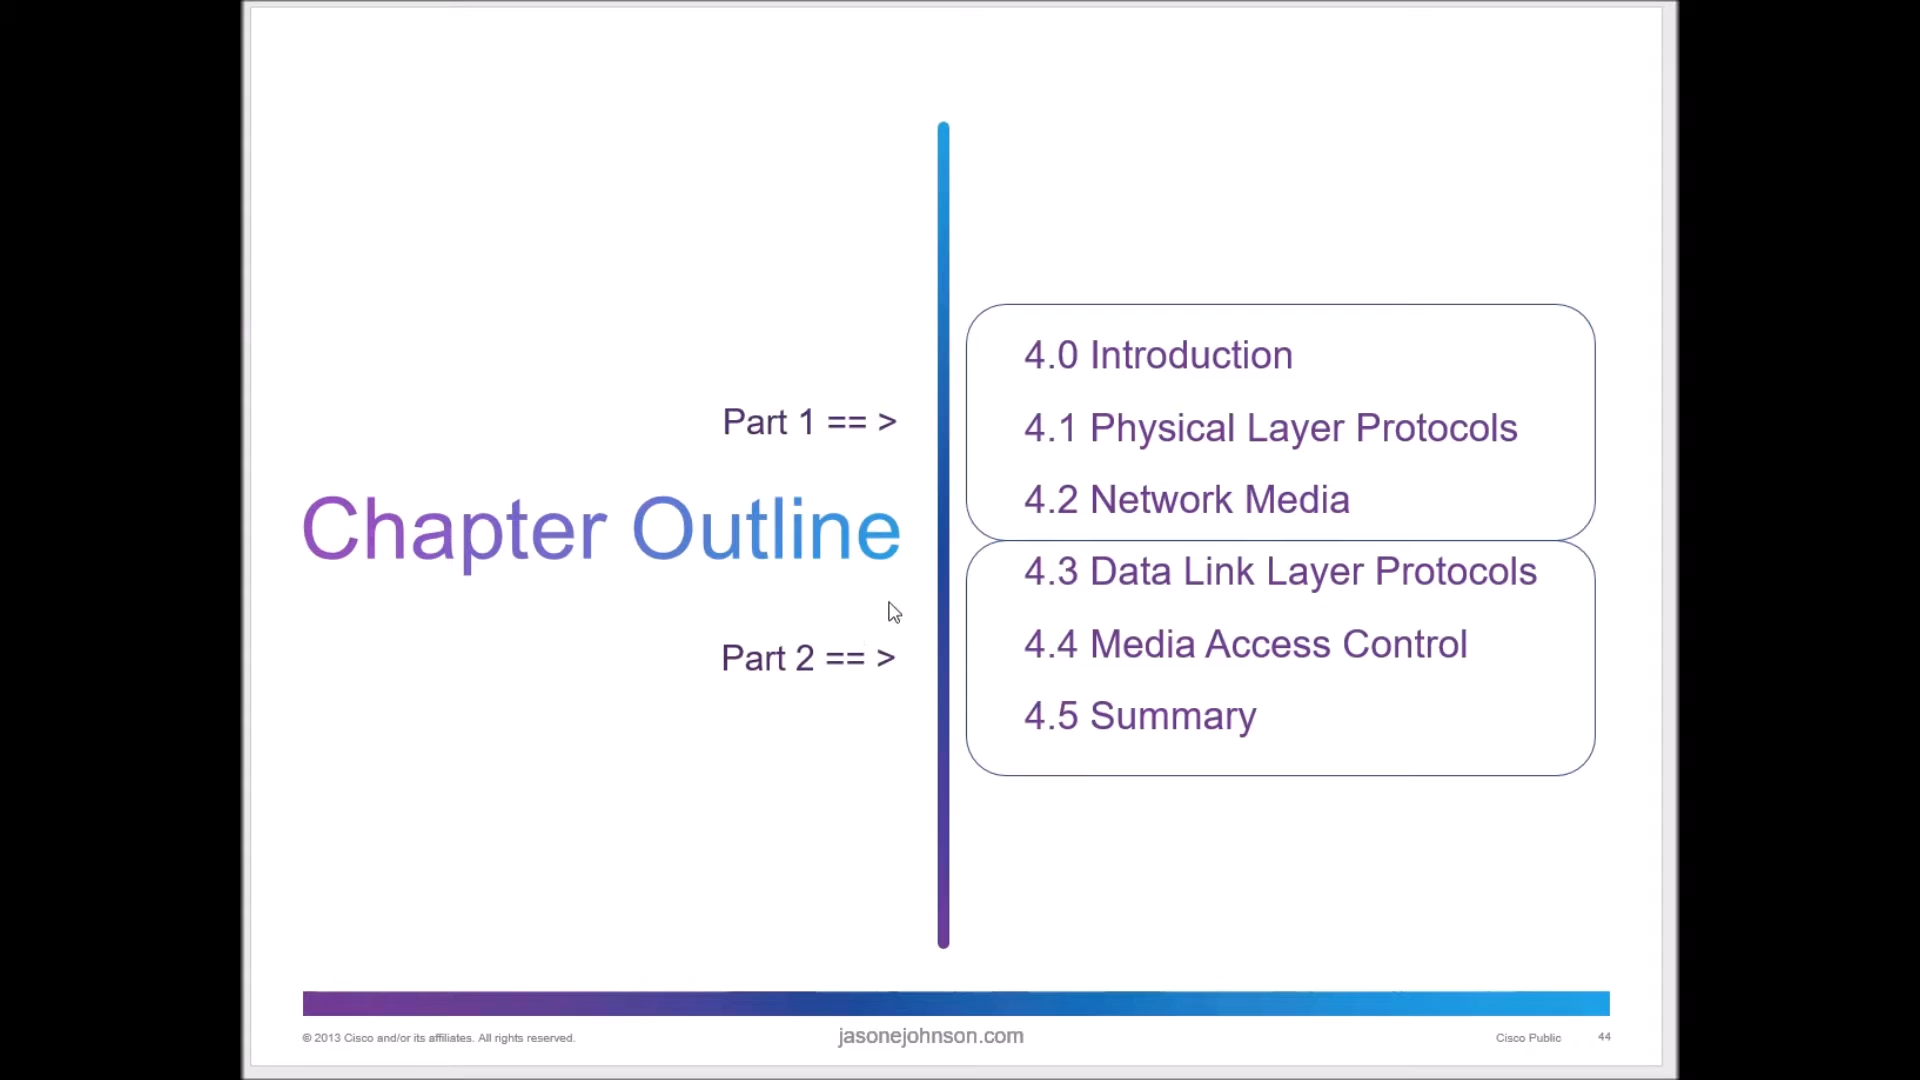 Part 1 == >
Chapter Outline
Part 2 == >
4.0 Introduction
4.1 Physical Layer Protocols
4.2 Network Media
4.3 Data Link Layer Protocols
4.4 Media Access Control
4.5 Summary
© 2013 Cisco and/or its affiliates. All rights reserved.
jasonejohnson.com
Cisco Public
44